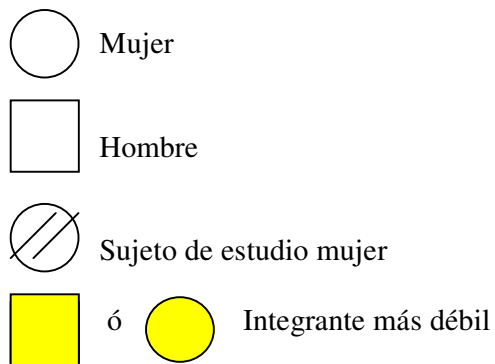 Mujer
Hombre
Sujeto de estudio mujer
ó Integrante más débil